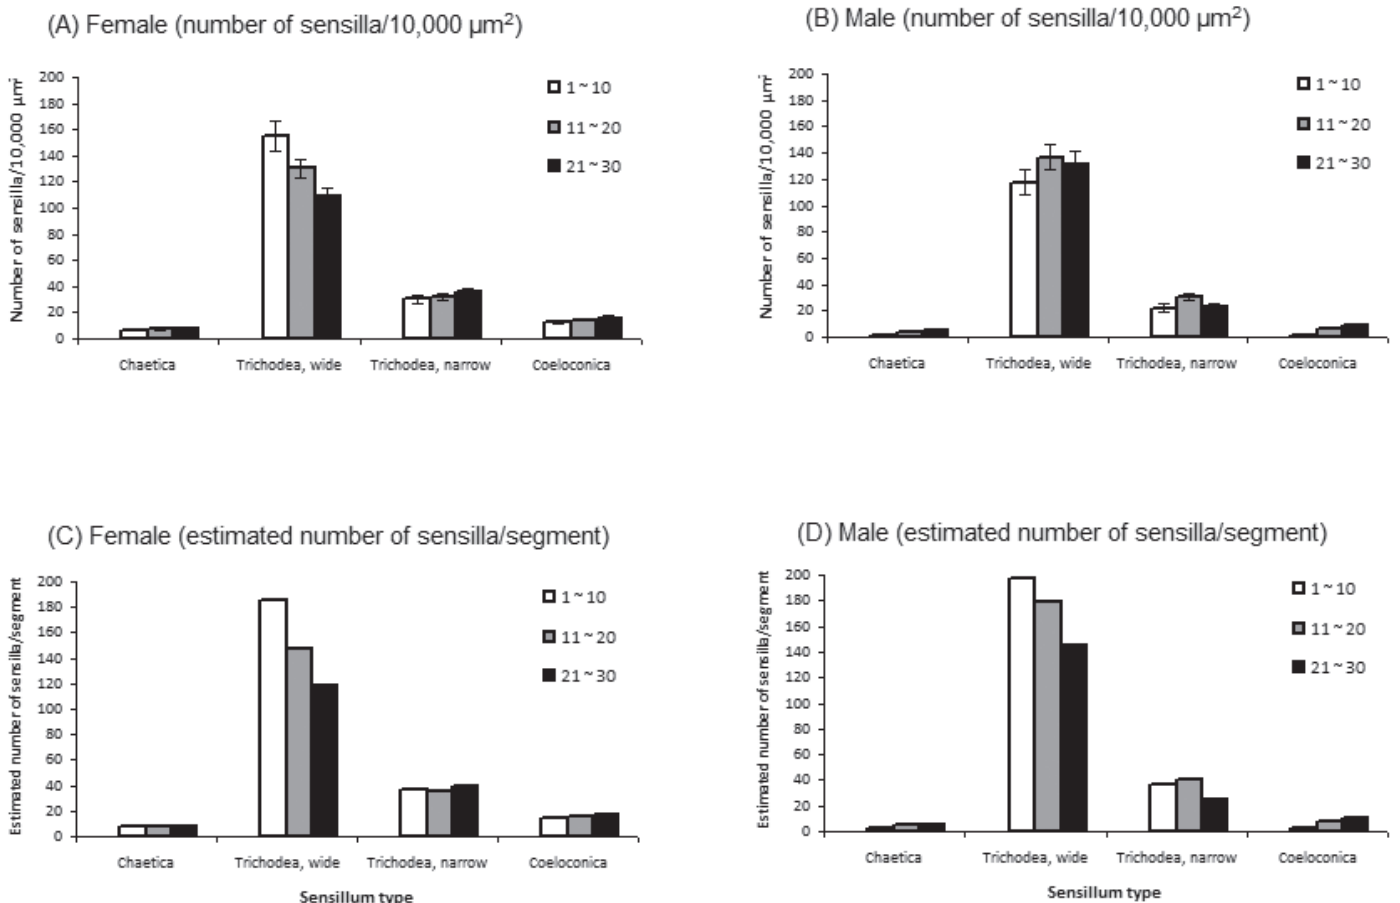 (A) Female (number of sensilla/10,000 µm²)
Number of sensilla/10,000 µm²
200
180
160
140
120
100
80
60
40
20
0
1 ~ 10
11 ~ 20
21 ~ 30
Chaetica Trichodea, wide Trichodea, narrow Coeloconica
(B) Male (number of sensilla/10,000 µm²)
Number of sensilla/10,000 µm²
200
180
160
140
120
100
80
60
40
20
0
1 ~ 10
11 ~ 20
21 ~ 30
Chaetica Trichodea, wide Trichodea, narrow Coeloconica
(C) Female (estimated number of sensilla/segment)
Estimated number of sensilla/segment
200
180
160
140
120
100
80
60
40
20
0
1 ~ 10
11 ~ 20
21 ~ 30
Chaetica Trichodea, wide Trichodea, narrow Coeloconica
Sensillum type
(D) Male (estimated number of sensilla/segment)
Estimated number of sensilla/segment
200
180
160
140
120
100
80
60
40
20
0
1 ~ 10
11 ~ 20
21 ~ 30
Chaetica Trichodea, wide Trichodea, narrow Coeloconica
Sensillum type